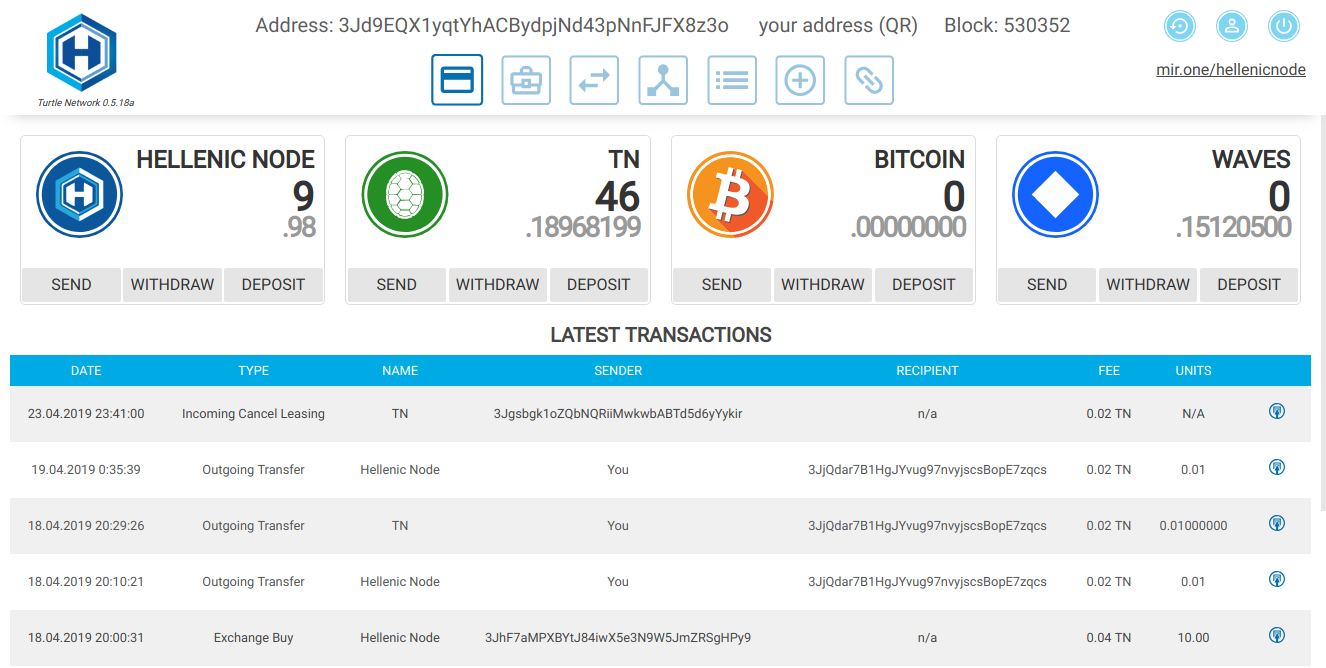 Address: 3Jd9EQX1yqtYhACBydpjNd43pNnFJFX8z3o your address (QR) Block: 530352
mir.one/hellenicnode
Turtle Network 0.5.18a
HELLENIC NODE
9
.98
SEND WITHDRAW DEPOSIT
TN
46
.18968199
SEND WITHDRAW DEPOSIT
BITCOIN
0
.00000000
SEND WITHDRAW DEPOSIT
WAVES
0
.15120500
SEND WITHDRAW DEPOSIT
LATEST TRANSACTIONS
DATE TYPE NAME SENDER RECIPIENT FEE UNITS
23.04.2019 23:41:00 Incoming Cancel Leasing TN 3Jgsbgk1oZQbNQRiiMwkwbABTd5d6yYykir n/a 0.02 TN N/A
19.04.2019 0:35:39 Outgoing Transfer Hellenic Node You 3JjQdar7B1HgJYvug97nvyjscsBopE7zqcs 0.02 TN 0.01
18.04.2019 20:29:26 Outgoing Transfer TN You 3JjQdar7B1HgJYvug97nvyjscsBopE7zqcs 0.02 TN 0.01000000
18.04.2019 20:10:21 Outgoing Transfer Hellenic Node You 3JjQdar7B1HgJYvug97nvyjscsBopE7zqcs 0.02 TN 0.01
18.04.2019 20:00:31 Exchange Buy Hellenic Node 3JhF7aMPXBYtJ84iwX5e3N9W5JmZRSgHPy9 n/a 0.04 TN 10.00